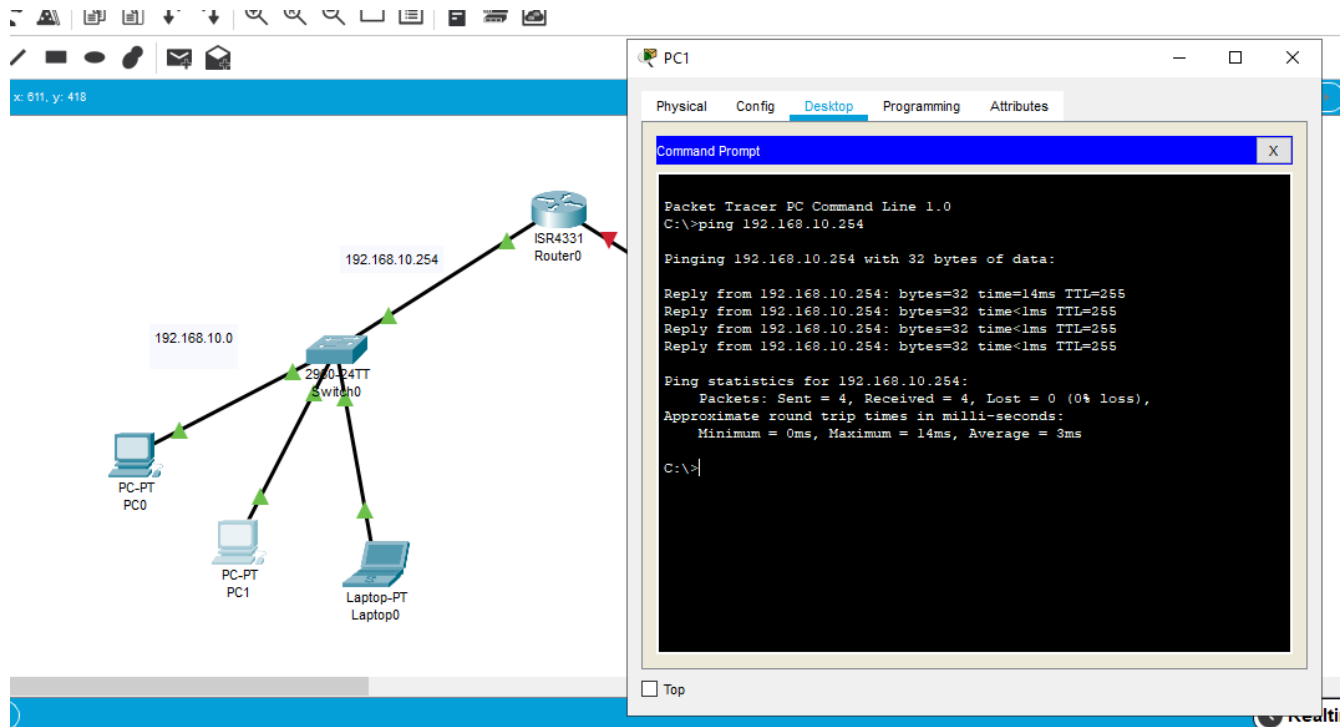 x: 611, y: 418
192.168.10.254
ISR4331
Router0
192.168.10.0
2960-24TT
Switch0
PC-PT
PC0
PC-PT
PC1
Laptop-PT
Laptop0
PC1
Physical Config Desktop Programming Attributes
Command Prompt X
Packet Tracer PC Command Line 1.0
C:\>ping 192.168.10.254
Pinging 192.168.10.254 with 32 bytes of data:
Reply from 192.168.10.254: bytes=32 time=14ms TTL=255
Reply from 192.168.10.254: bytes=32 time<1ms TTL=255
Reply from 192.168.10.254: bytes=32 time<1ms TTL=255
Reply from 192.168.10.254: bytes=32 time<1ms TTL=255
Ping statistics for 192.168.10.254:
Packets: Sent = 4, Received = 4, Lost = 0 (0% loss),
Approximate round trip times in milli-seconds:
Minimum = 0ms, Maximum = 14ms, Average = 3ms
C:\>
Top